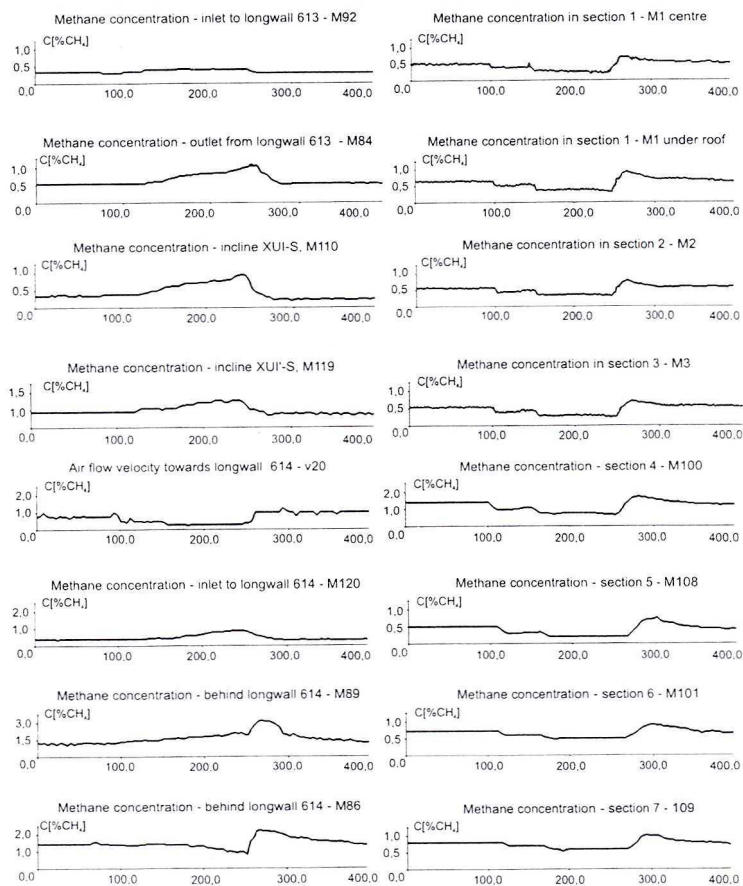 Methane concentration - inlet to longwall 613 - M92
C[%CH₄]
1,0
0,5
0,0
100,0 200,0 300,0 400,0
Methane concentration - outlet from longwall 613 - M84
C[%CH₄]
1,0
0,5
0,0
100,0 200,0 300,0 400,0
Methane concentration - incline XUI-S, M110
C[%CH₄]
1,0
0,5
0,0
100,0 200,0 300,0 400,0
Methane concentration - incline XUI'-S, M119
C[%CH₄]
1,5
1,0
0,0
100,0 200,0 300,0 400,0
Air flow velocity towards longwall 614 - v20
C[%CH₄]
2,0
1,0
0,0
100,0 200,0 300,0 400,0
Methane concentration - inlet to longwall 614 - M120
C[%CH₄]
2,0
1,0
0,0
100,0 200,0 300,0 400,0
Methane concentration - behind longwall 614 - M89
C[%CH₄]
3,0
1,5
0,0
100,0 200,0 300,0 400,0
Methane concentration - behind longwall 614 - M86
C[%CH₄]
2,0
1,0
0,0
100,0 200,0 300,0 400,0
Methane concentration in section 1 - M1 centre
C[%CH₄]
1,0
0,5
0,0
100,0 200,0 300,0 400,0
Methane concentration in section 1 - M1 under roof
C[%CH₄]
1,0
0,5
0,0
100,0 200,0 300,0 400,0
Methane concentration in section 2 - M2
C[%CH₄]
1,0
0,5
0,0
100,0 200,0 300,0 400,0
Methane concentration in section 3 - M3
C[%CH₄]
1,0
0,5
0,0
100,0 200,0 300,0 400,0
Methane concentration - section 4 - M100
C[%CH₄]
2,0
1,0
0,0
100,0 200,0 300,0 400,0
Methane concentration - section 5 - M108
C[%CH₄]
1,0
0,5
0,0
100,0 200,0 300,0 400,0
Methane concentration - section 6 - M101
C[%CH₄]
1,0
0,5
0,0
100,0 200,0 300,0 400,0
Methane concentration - section 7 - 109
C[%CH₄]
1,0
0,5
0,0
100,0 200,0 300,0 400,0